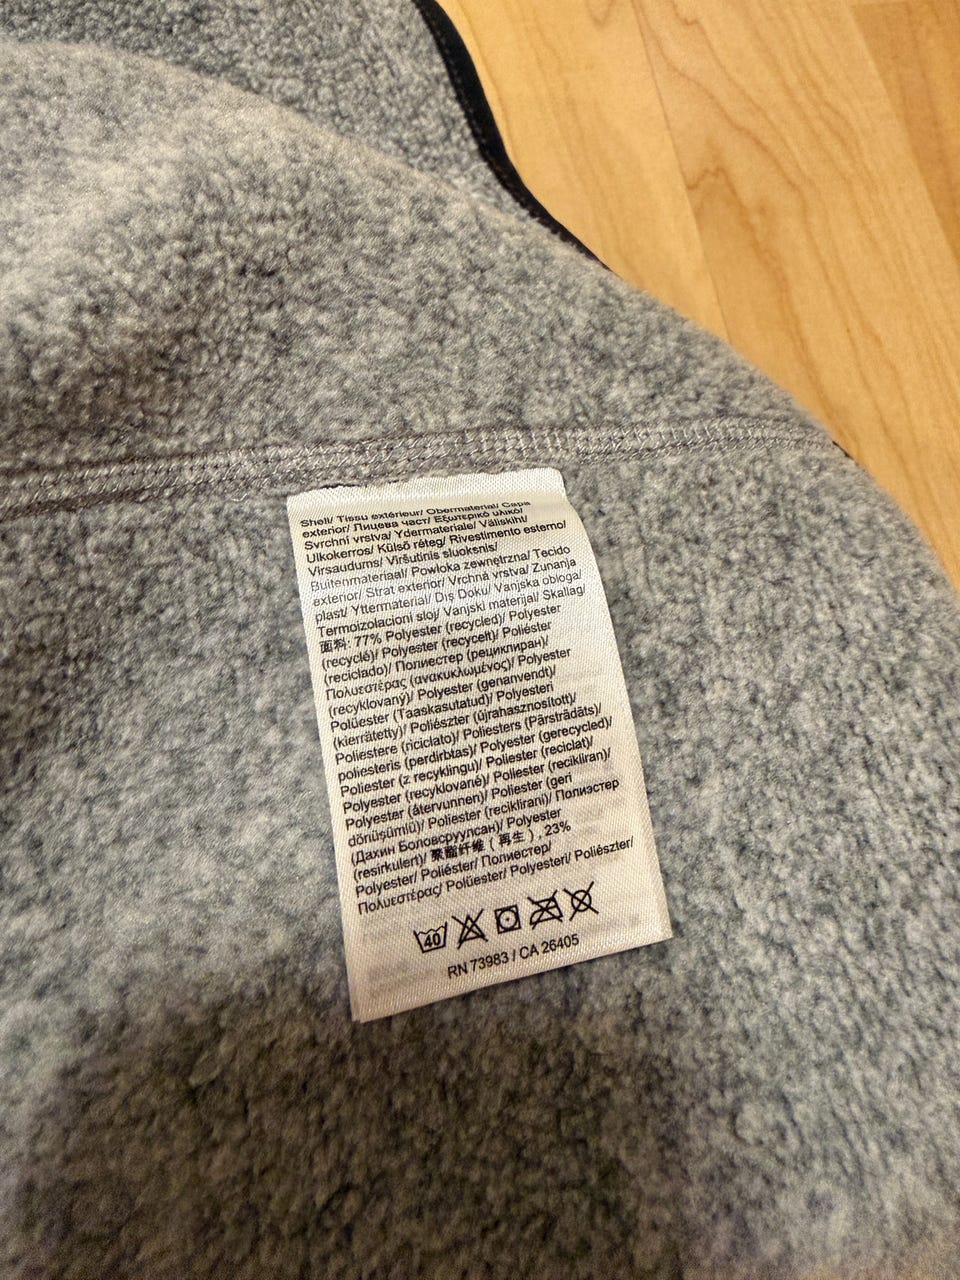 Shell/ Tissu extérieur/ Obermaterial/ Capa
exterior/ Лицева част/ Εξωτερικό υλικό/
Svrchní vrstva/ Ydermateriale/ Väliskiht/
Ulkokerros/ Külső réteg/ Rivestimento esterno/
Virsaudums/ Viršutinis sluoksnis/
Buitenmateriaal/ Powłoka zewnętrzna/ Tecido
exterior/ Strat exterior/ Vrchná vrstva/ Zunanja
plast/ Yttermaterial/ Dış Doku/ Vanjska obloga/
Termoizolacioni sloj/ Vanjski materijal/ Skallag/
面料: 77% Polyester (recycled)/ Polyester
(recyclé)/ Polyester (recycelt)/ Poliéster
(reciclado)/ Полиестер (рециклиран)/
Πολυεστέρας (ανακυκλωμένος)/ Polyester
(recyklovaný)/ Polyester (genanvendt)/
Polüester (Taaskasutatud)/ Polyesteri
(kierrätetty)/ Poliészter (újrahasznosított)/
Poliestere (riciclato)/ Poliesters (Pārstrādāts)/
poliesteris (perdirbtas)/ Polyester (gerecycled)/
Poliester (z recyklingu)/ Poliester (reciclat)/
Polyester (recyklované)/ Poliester (recikliran)/
Polyester (återvunnen)/ Polyester (geri
dönüşümlü)/ Poliester (reciklirani)/ Полиэстер
(Дахин Боловсруулсан)/ Polyester
(resirkulert)/ 聚酯纤维 ( 再生 ) , 23%
Polyester/ Poliéster/ Полиестер/
Πολυεστέρας/ Polüester/ Polyesteri/ Poliészter/
40
RN 73983 / CA 26405